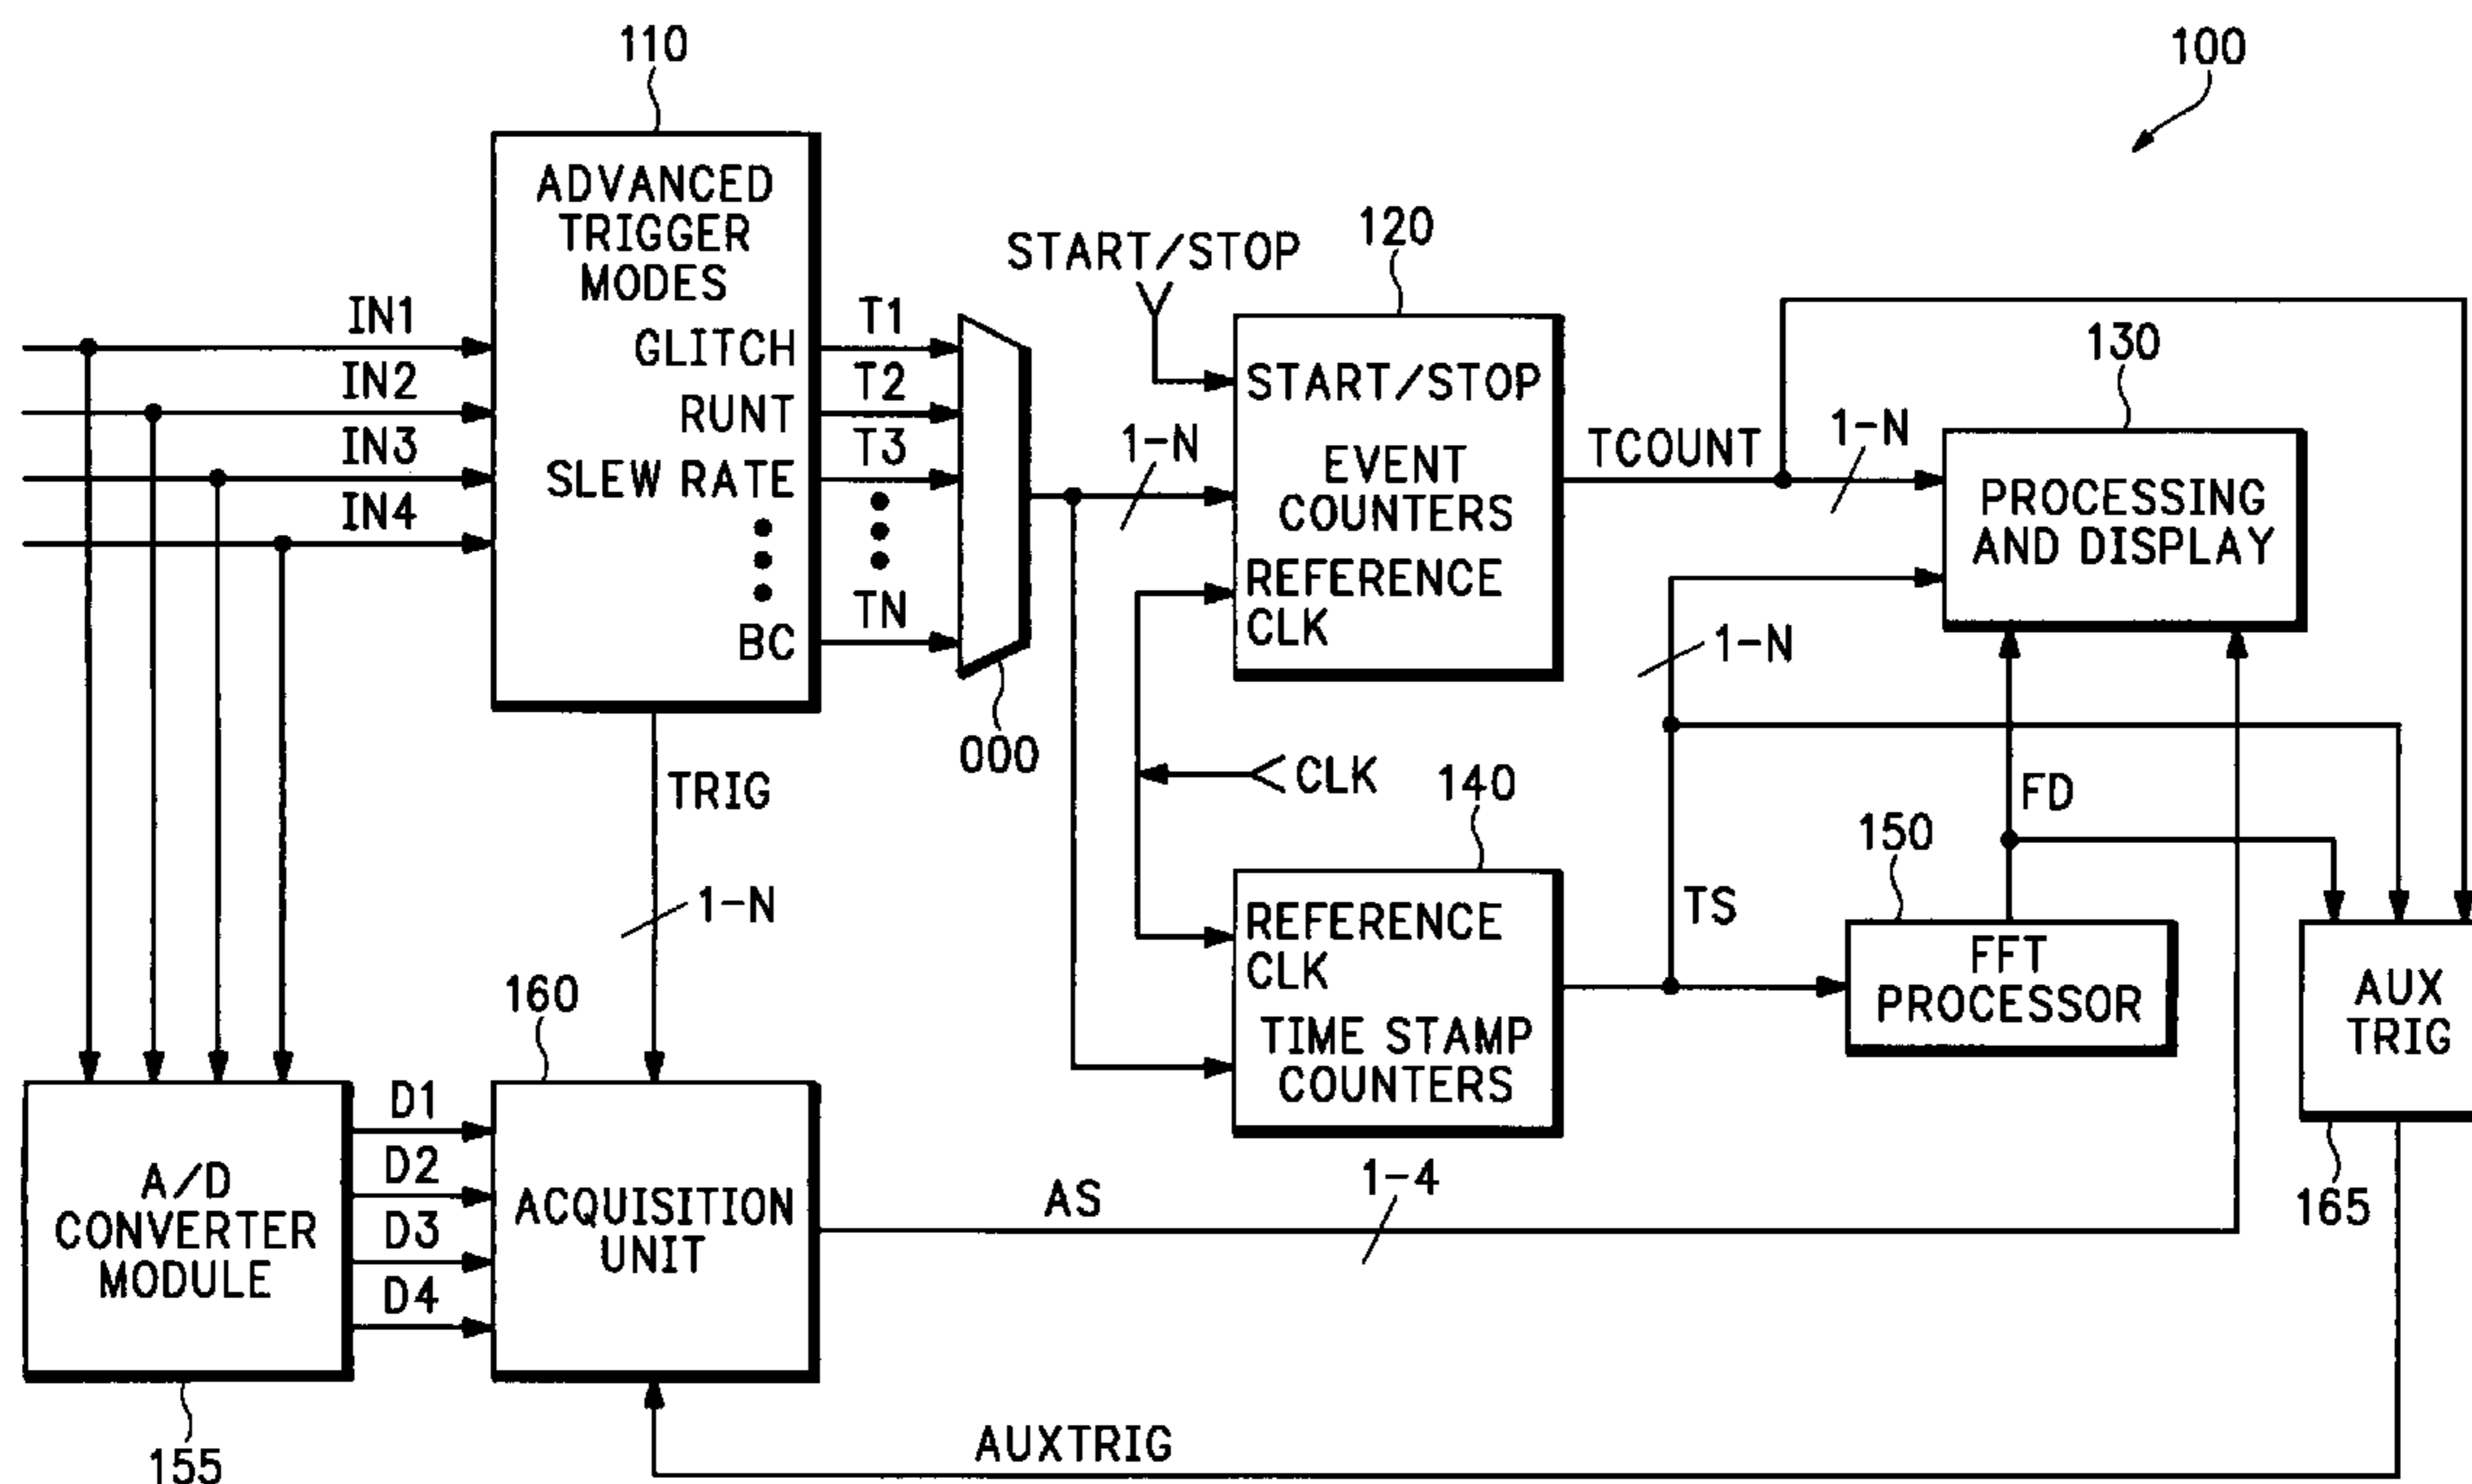 110
100
ADVANCED
TRIGGER
MODES
GLITCH
RUNT
SLEW RATE
BC
IN1
IN2
IN3
IN4
T1
T2
T3
TN
000
START/STOP
120
START/STOP
EVENT
COUNTERS
REFERENCE
CLK
1-N
TCOUNT
1-N
130
PROCESSING
AND DISPLAY
1-N
CLK
TRIG
1-N
140
REFERENCE
CLK
TIME STAMP
COUNTERS
TS
FD
150
FFT
PROCESSOR
AUX
TRIG
165
160
ACQUISITION
UNIT
D1
D2
D3
D4
A/D
CONVERTER
MODULE
155
AS
1-4
AUXTRIG